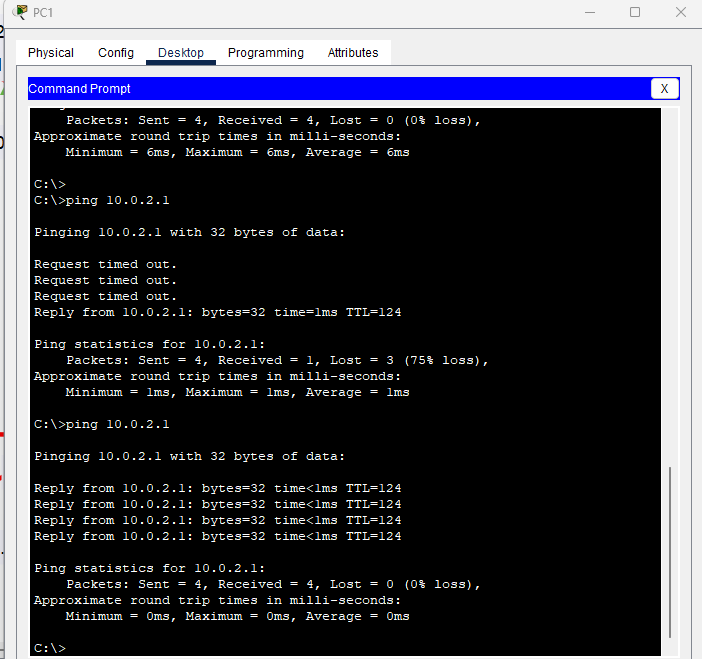 PC1
Physical Config Desktop Programming Attributes
Command Prompt X
Packets: Sent = 4, Received = 4, Lost = 0 (0% loss),
Approximate round trip times in milli-seconds:
Minimum = 6ms, Maximum = 6ms, Average = 6ms
C:\>
C:\>ping 10.0.2.1
Pinging 10.0.2.1 with 32 bytes of data:
Request timed out.
Request timed out.
Request timed out.
Reply from 10.0.2.1: bytes=32 time=1ms TTL=124
Ping statistics for 10.0.2.1:
Packets: Sent = 4, Received = 1, Lost = 3 (75% loss),
Approximate round trip times in milli-seconds:
Minimum = 1ms, Maximum = 1ms, Average = 1ms
C:\>ping 10.0.2.1
Pinging 10.0.2.1 with 32 bytes of data:
Reply from 10.0.2.1: bytes=32 time<1ms TTL=124
Reply from 10.0.2.1: bytes=32 time<1ms TTL=124
Reply from 10.0.2.1: bytes=32 time<1ms TTL=124
Reply from 10.0.2.1: bytes=32 time<1ms TTL=124
Ping statistics for 10.0.2.1:
Packets: Sent = 4, Received = 4, Lost = 0 (0% loss),
Approximate round trip times in milli-seconds:
Minimum = 0ms, Maximum = 0ms, Average = 0ms
C:\>